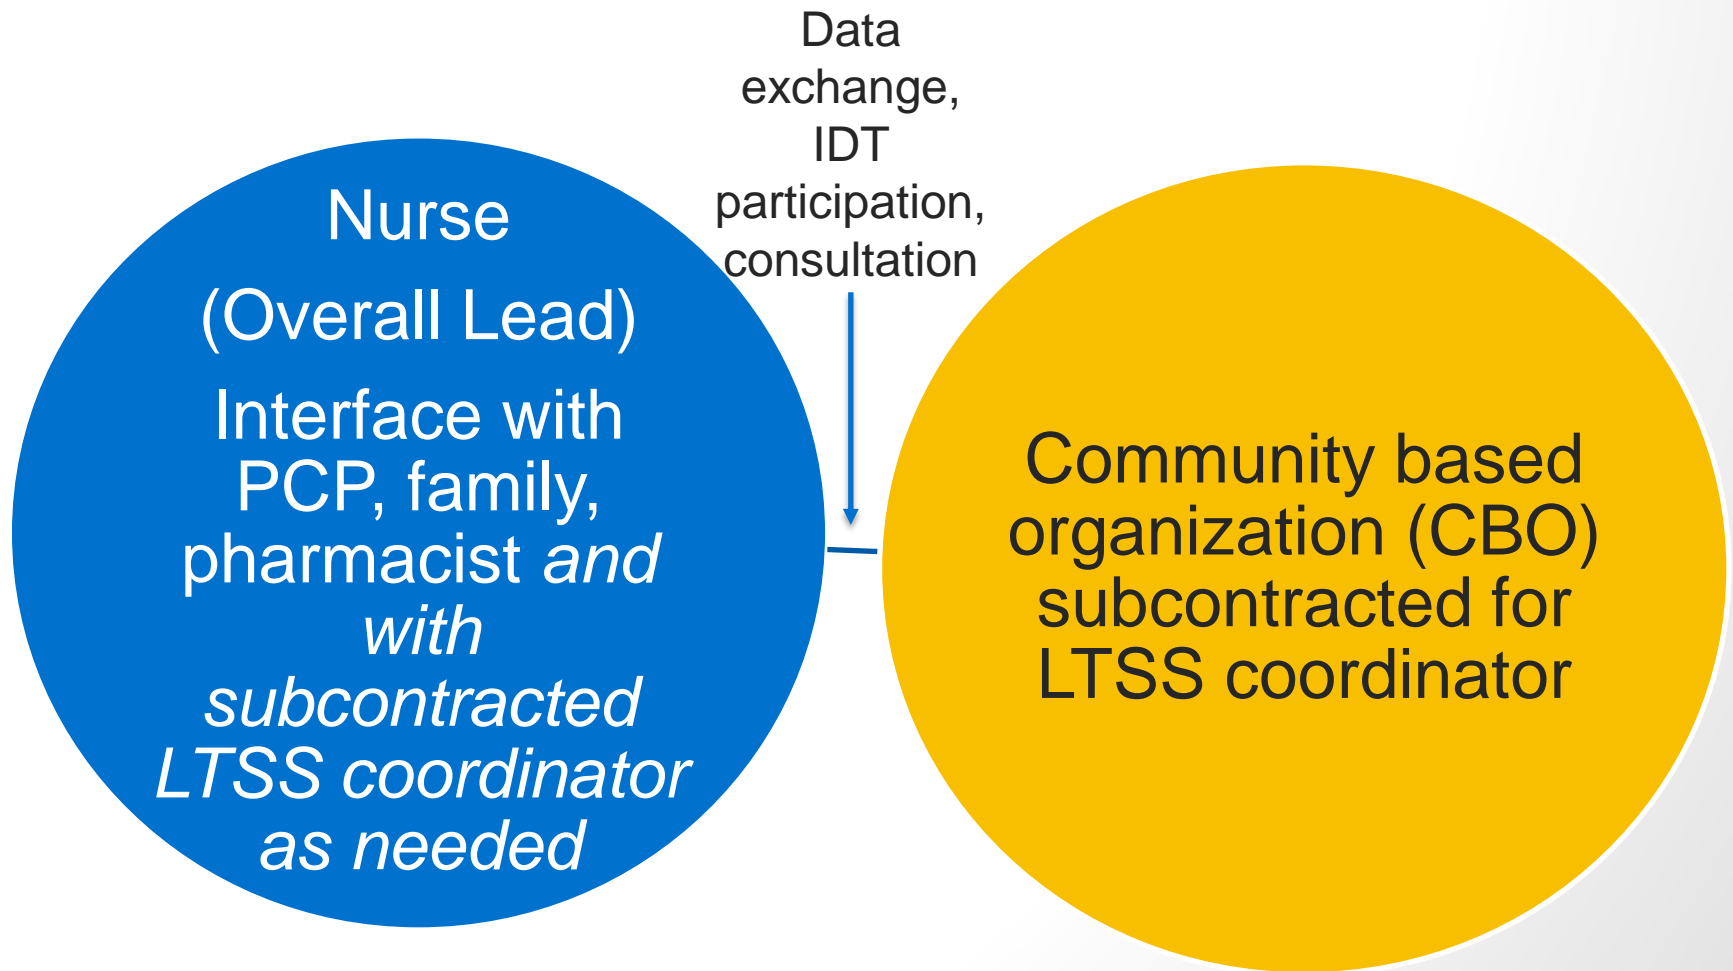 Data
exchange,
IDT
participation,
consultation
Nurse
(Overall Lead)
Interface with
PCP, family,
pharmacist and
with
subcontracted
LTSS coordinator
as needed
Community based
organization (CBO)
subcontracted for
LTSS coordinator